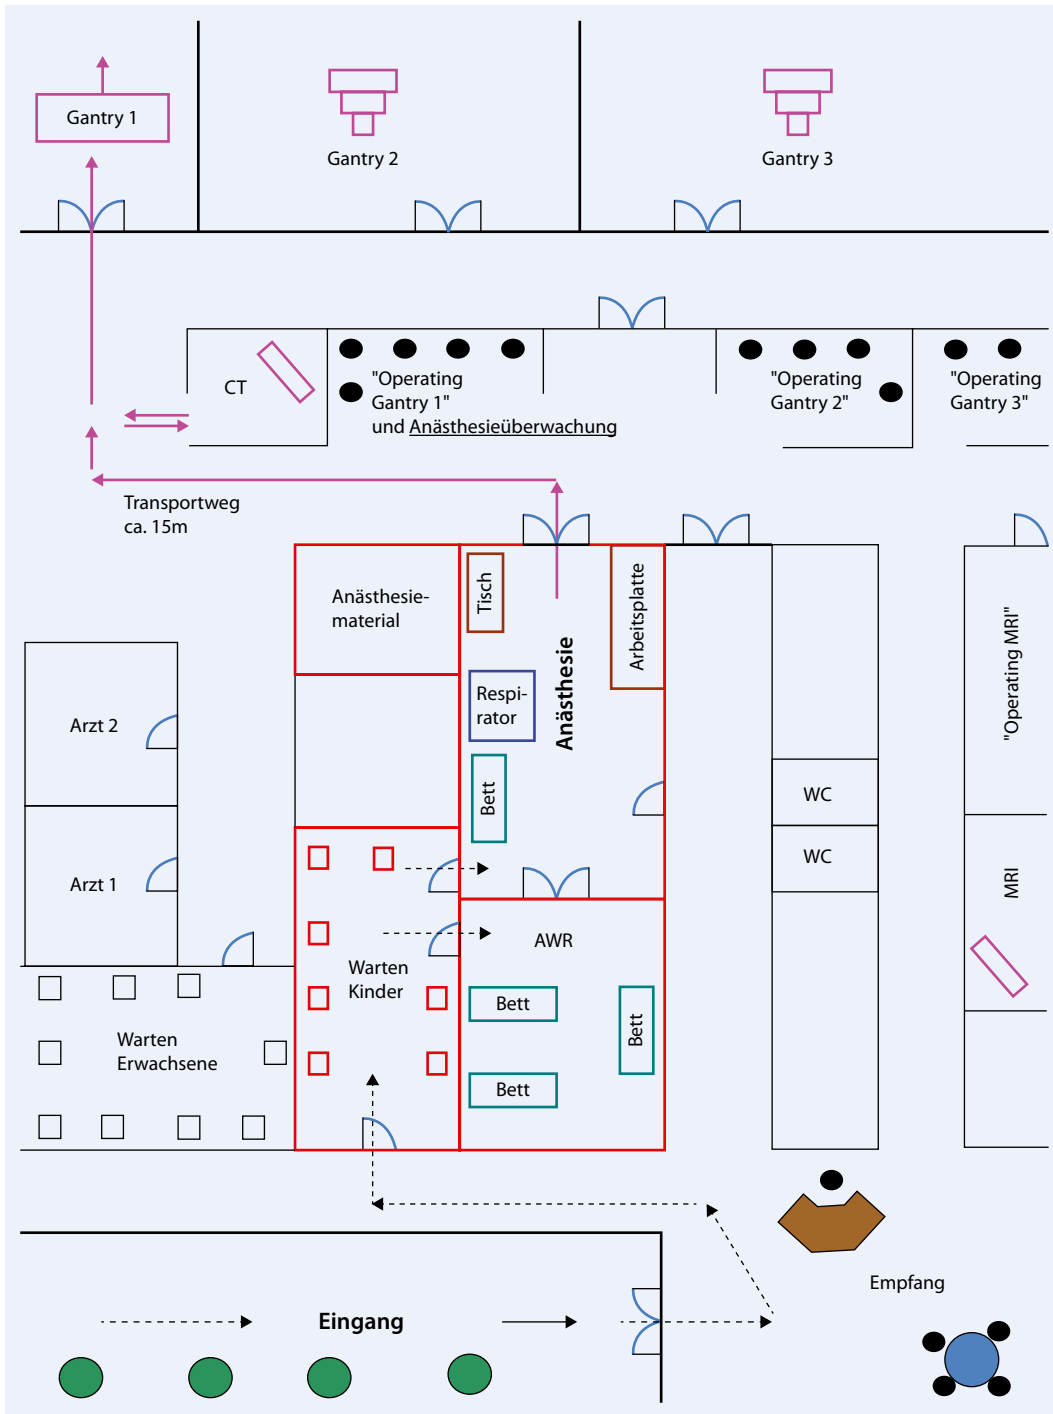 Gantry 1
Gantry 2
Gantry 3
CT
"Operating
Gantry 1"
und Anästhesieüberwachung
"Operating
Gantry 2"
"Operating
Gantry 3"
Transportweg
ca. 15m
Anästhesie-
material
Tisch
Arbeitsplatte
Anästhesie
Respi-
rator
Bett
"Operating MRI"
Arzt 2
WC
WC
Arzt 1
MRI
AWR
Warten
Kinder
Bett
Bett
Bett
Warten
Erwachsene
Empfang
Eingang